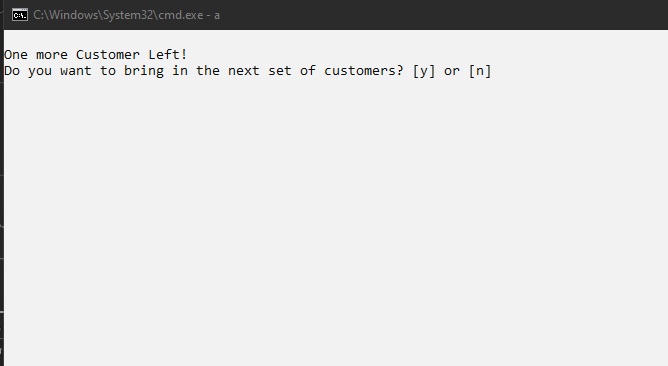 C:\Windows\System32\cmd.exe - a
One more Customer Left!
Do you want to bring in the next set of customers? [y] or [n]